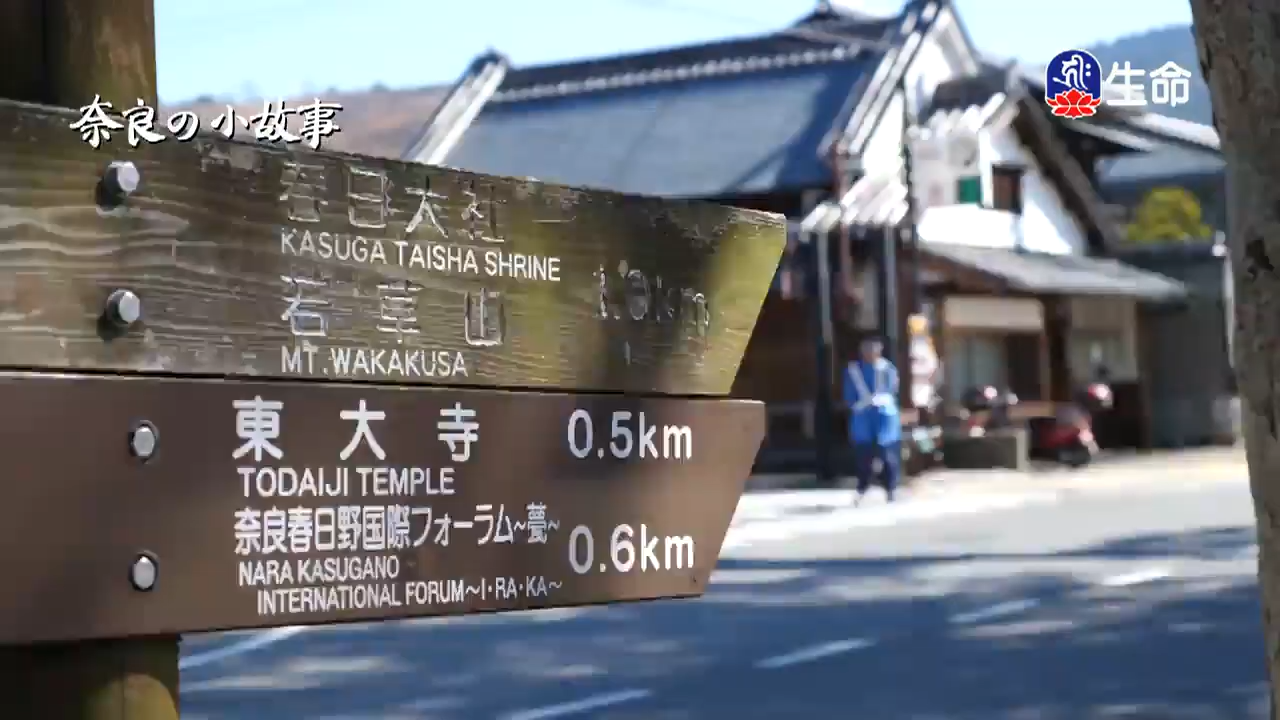 奈良の小故事
生命
春日大社
KASUGA TAISHA SHRINE
若草山
1.3km
MT.WAKAKUSA
東大寺 0.5km
TODAIJI TEMPLE
奈良春日野国際フォーラム~甍~ 0.6km
NARA KASUGANO
INTERNATIONAL FORUM~I・RA・KA~